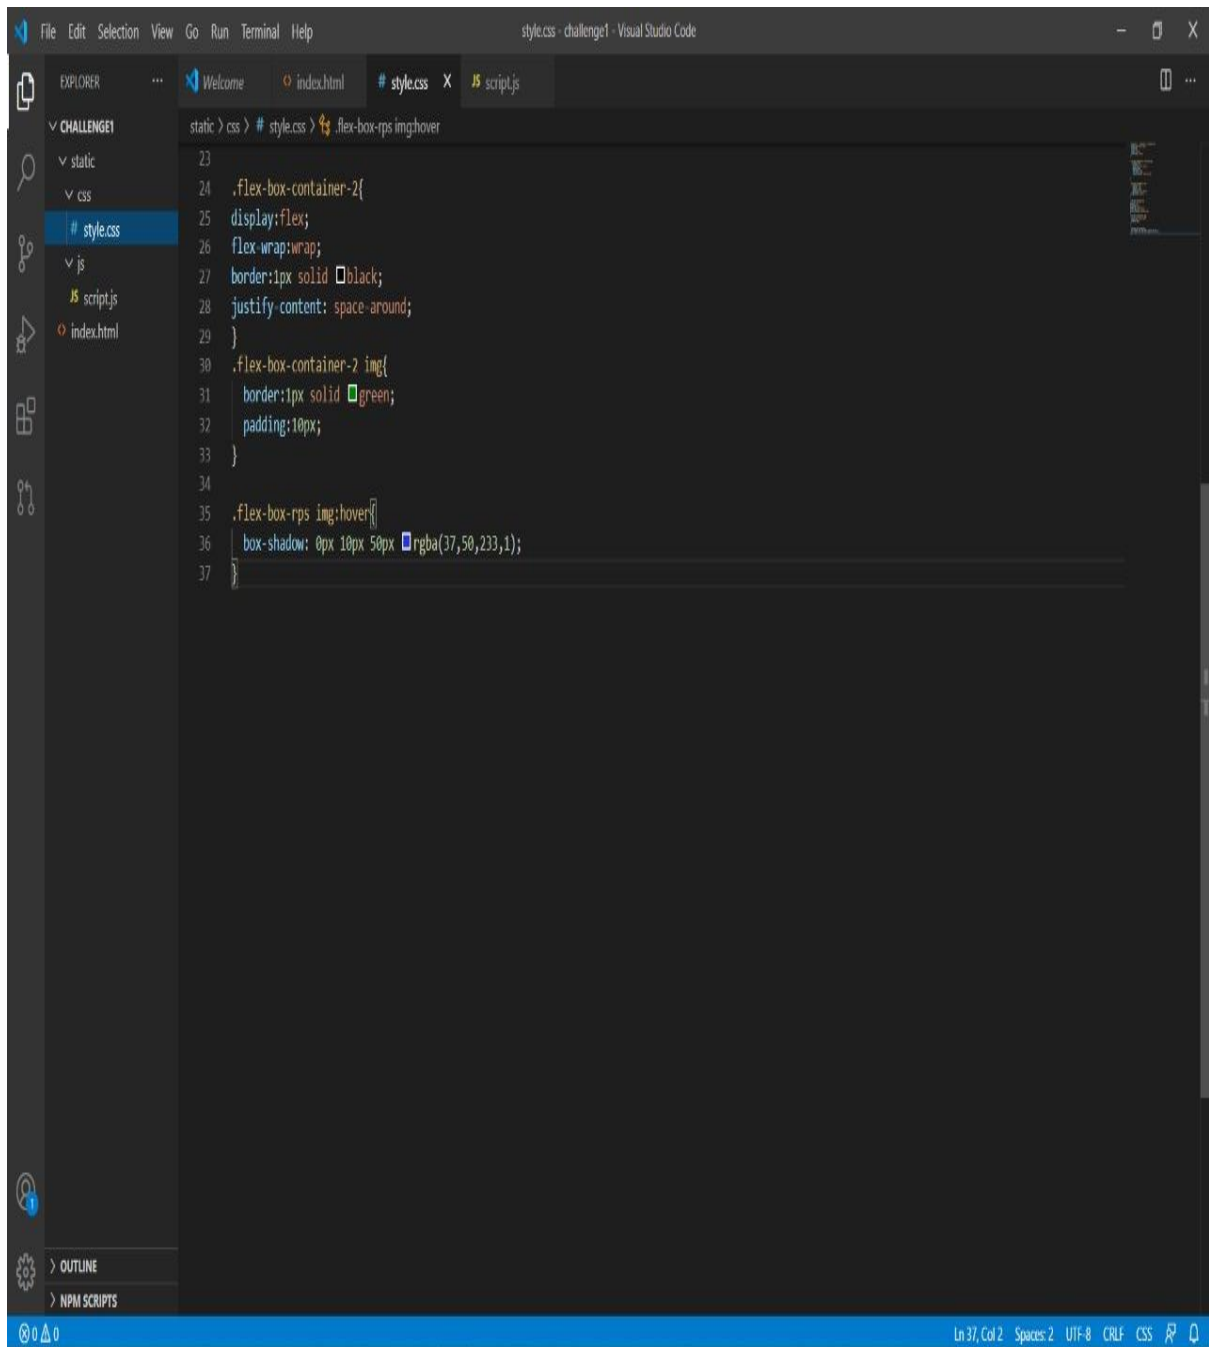 File Edit Selection View Go Run Terminal Help style.css - challenge1 - Visual Studio Code
EXPLORER
Welcome index.html # style.css X JS script.js
CHALLENGE1
static > css > # style.css > .flex-box-rps img:hover
static
css
# style.css
js
JS script.js
index.html
23
24 .flex-box-container-2{
25 display:flex;
26 flex-wrap:wrap;
27 border:1px solid black;
28 justify-content: space-around;
29 }
30 .flex-box-container-2 img{
31 border:1px solid green;
32 padding:10px;
33 }
34
35 .flex-box-rps img:hover{
36 box-shadow: 0px 10px 50px rgba(37,50,233,1);
37 }
1
OUTLINE
NPM SCRIPTS
0 0 Ln 37, Col 2 Spaces: 2 UTF-8 CRLF CSS